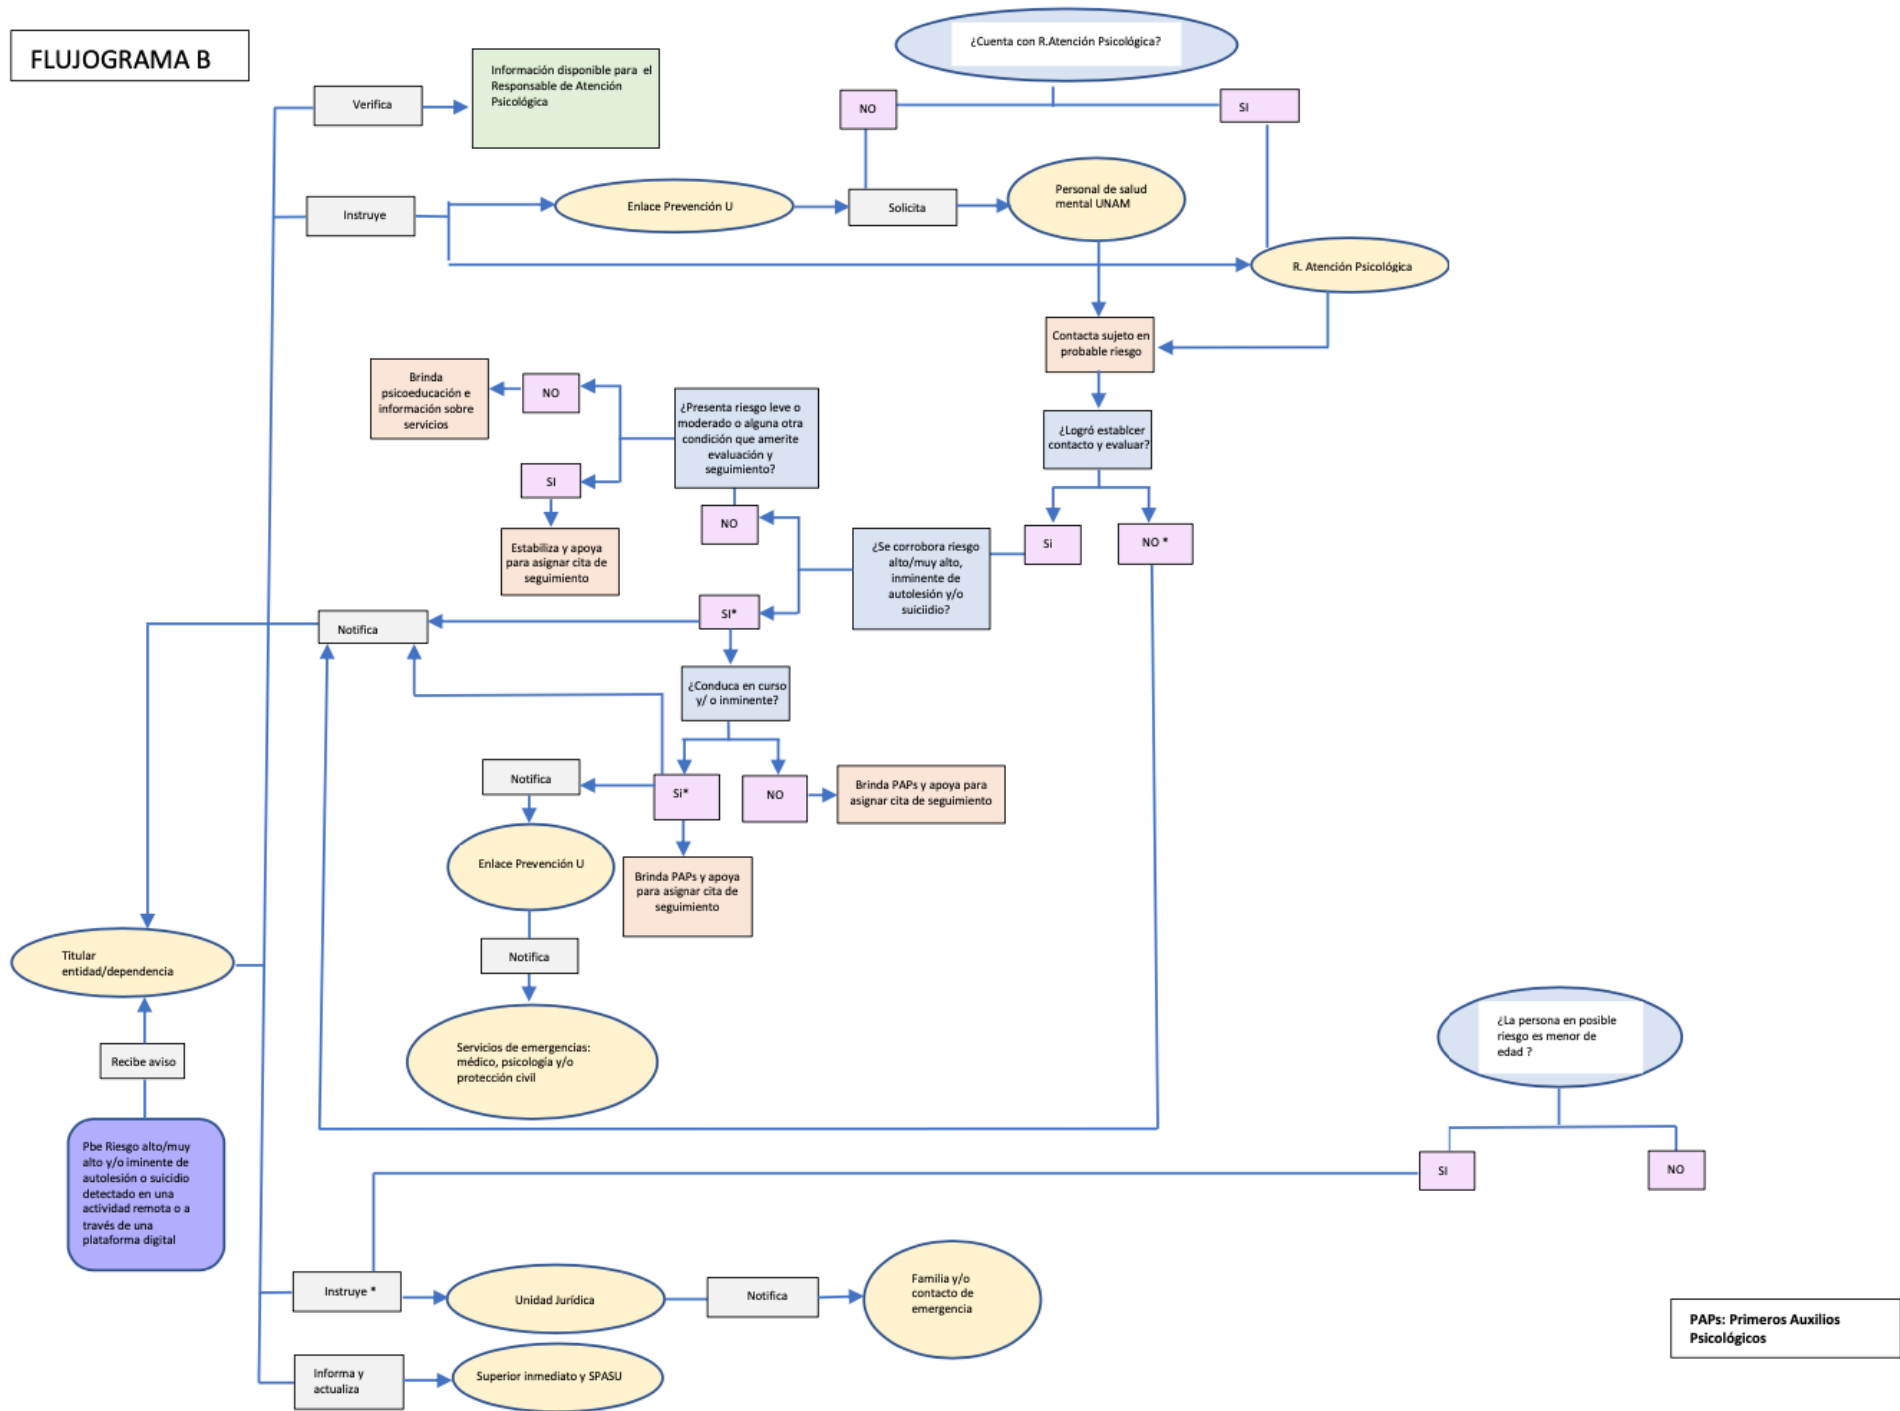 FLUJOGRAMA B
¿Cuenta con R.Atención Psicológica?
NO
SI
Verifica
Información disponible para el
Responsable de Atención
Psicológica
Instruye
Enlace Prevención U
Solicita
Personal de salud
mental UNAM
R. Atención Psicológica
Contacta sujeto en
probable riesgo
¿Logró establcer
contacto y evaluar?
Si
NO *
¿Se corrobora riesgo
alto/muy alto,
inminente de
autolesión y/o
suiciidio?
NO
SI*
¿Presenta riesgo leve o
moderado o alguna otra
condición que amerite
evaluación y
seguimiento?
NO
Brinda
psicoeducación e
información sobre
servicios
SI
Estabiliza y apoya
para asignar cita de
seguimiento
Notifica
¿Conduca en curso
y/ o inminente?
Si*
NO
Brinda PAPs y apoya para
asignar cita de seguimiento
Notifica
Enlace Prevención U
Brinda PAPs y apoya
para asignar cita de
seguimiento
Notifica
Servicios de emergencias:
médico, psicología y/o
protección civil
Titular
entidad/dependencia
Recibe aviso
Pbe Riesgo alto/muy
alto y/o iminente de
autolesión o suicidio
detectado en una
actividad remota o a
través de una
plataforma digital
¿La persona en posible
riesgo es menor de
edad ?
SI
NO
Instruye *
Unidad Jurídica
Notifica
Familia y/o
contacto de
emergencia
Informa y
actualiza
Superior inmediato y SPASU
PAPs: Primeros Auxilios
Psicológicos